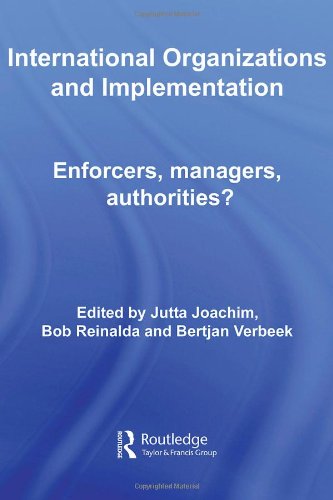 International Organizations
and Implementation
Enforcers, managers,
authorities?
Edited by Jutta Joachim,
Bob Reinalda and Bertjan Verbeek
ROUTLEDGE
Routledge
Taylor & Francis Group